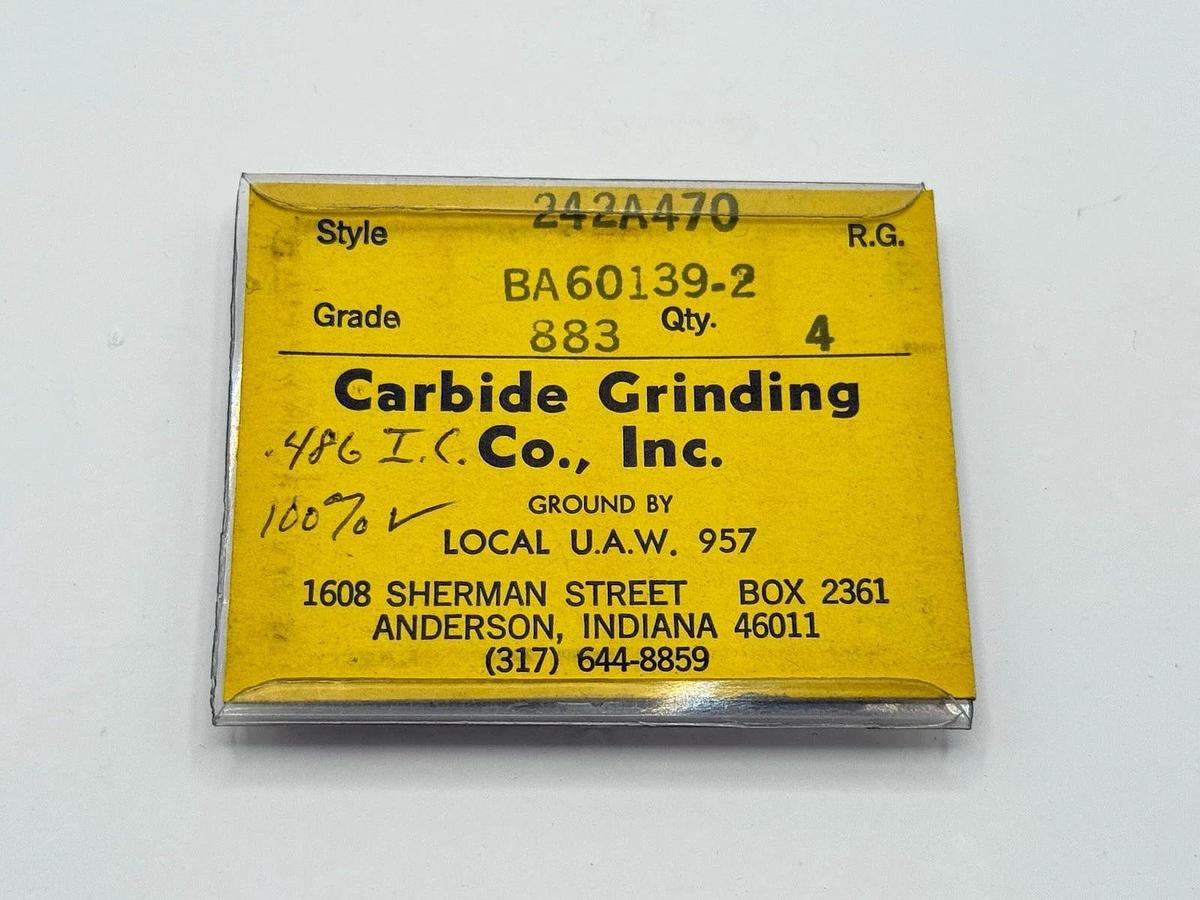 242A470
Style R.G.
BA60139-2
Grade 883 Qty. 4
Carbide Grinding
.486 I.C. Co., Inc.
100% ✓
GROUND BY
LOCAL U.A.W. 957
1608 SHERMAN STREET BOX 2361
ANDERSON, INDIANA 46011
(317) 644-8859